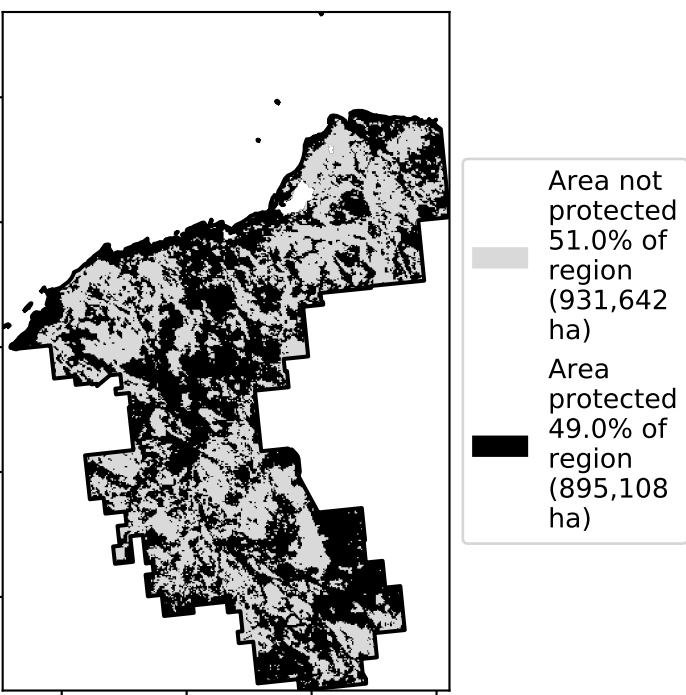 Area not
protected
51.0% of
region
(931,642
ha)
Area
protected
49.0% of
region
(895,108
ha)